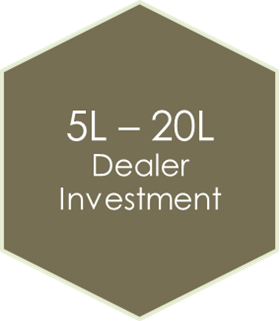 5L – 20L
Dealer
Investment